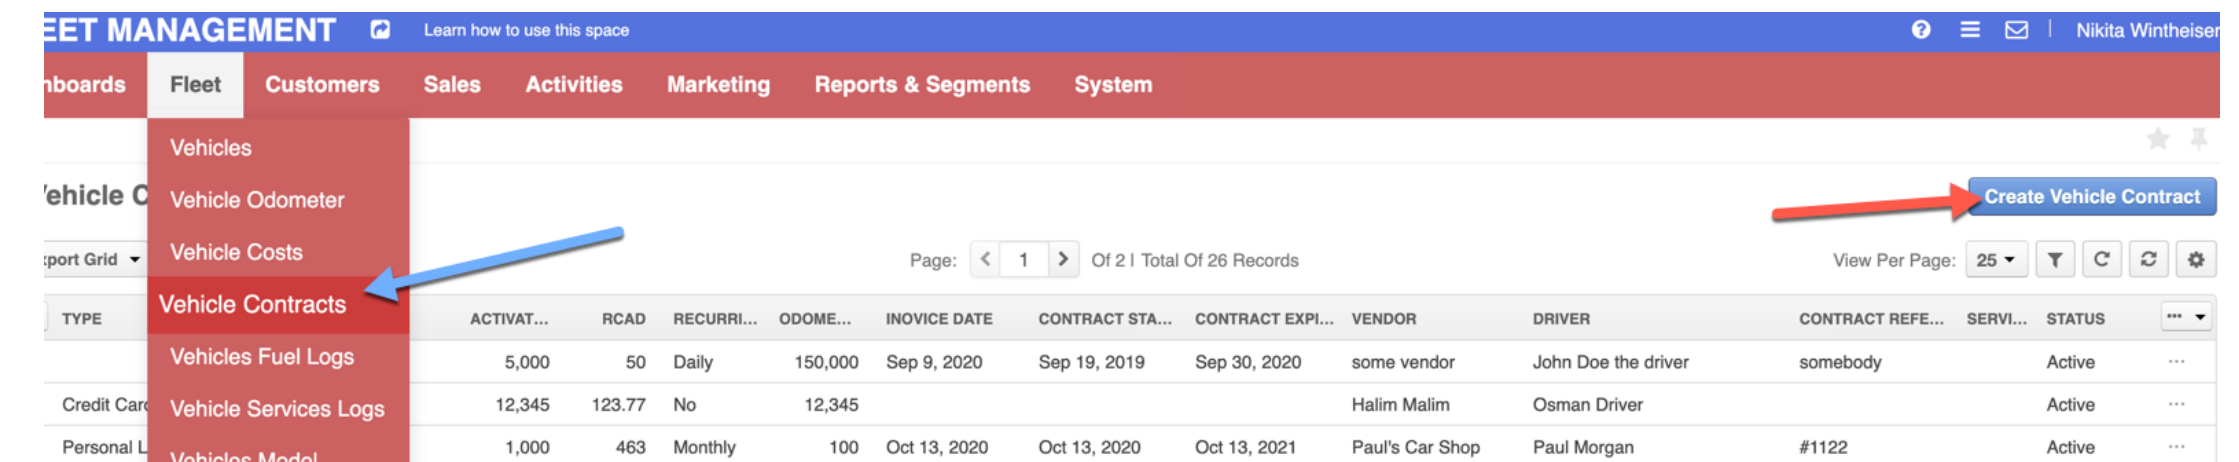 EET MANAGEMENT Learn how to use this space Nikita Wintheiser
nboards Fleet Customers Sales Activities Marketing Reports & Segments System
Vehicles
ehicle C Vehicle Odometer Create Vehicle Contract
Vehicle Costs
port Grid Page: 1 Of 2 | Total Of 26 Records View Per Page: 25
Vehicle Contracts
TYPE ACTIVAT... RCAD RECURRI... ODOME... INOVICE DATE CONTRACT STA... CONTRACT EXPI... VENDOR DRIVER CONTRACT REFE... SERVI... STATUS
Vehicles Fuel Logs 5,000 50 Daily 150,000 Sep 9, 2020 Sep 19, 2019 Sep 30, 2020 some vendor John Doe the driver somebody Active
Credit Card Vehicle Services Logs 12,345 123.77 No 12,345 Halim Malim Osman Driver Active
Personal L Vehicles Model 1,000 463 Monthly 100 Oct 13, 2020 Oct 13, 2020 Oct 13, 2021 Paul's Car Shop Paul Morgan #1122 Active